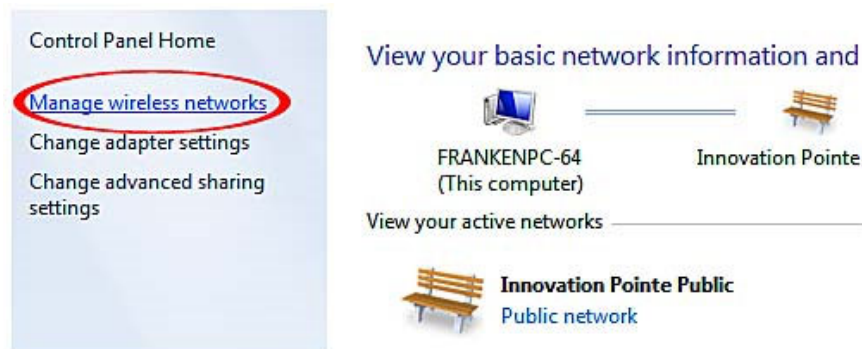 Control Panel Home
Manage wireless networks
Change adapter settings
Change advanced sharing
settings
View your basic network information and
FRANKENPC-64
(This computer)
Innovation Pointe
View your active networks
Innovation Pointe Public
Public network